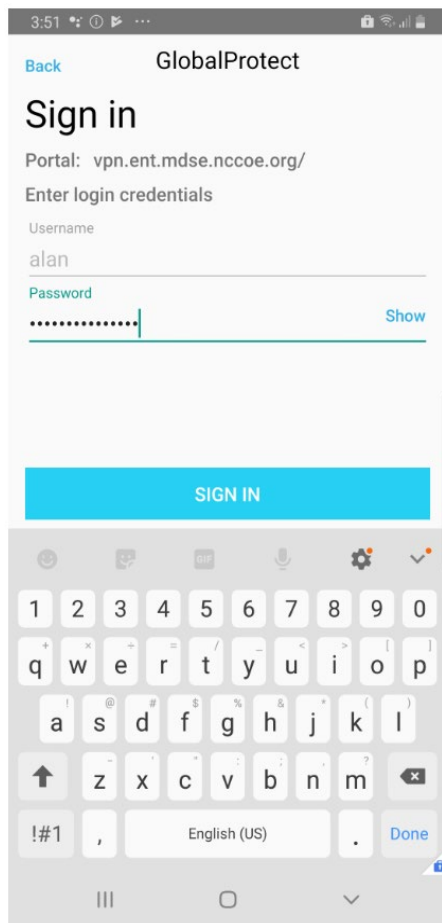 3:51
Back GlobalProtect
Sign in
Portal: vpn.ent.mdse.nccoe.org/
Enter login credentials
Username
alan
Password
••••••••••••••• Show
SIGN IN
GIF
1 2 3 4 5 6 7 8 9 0
+ × ÷ = / _ < > [ ]
q w e r t y u i o p
! @ # $ % & * ( )
a s d f g h j k l
- ' " : ; , ?
z x c v b n m
!#1 , English (US) . Done